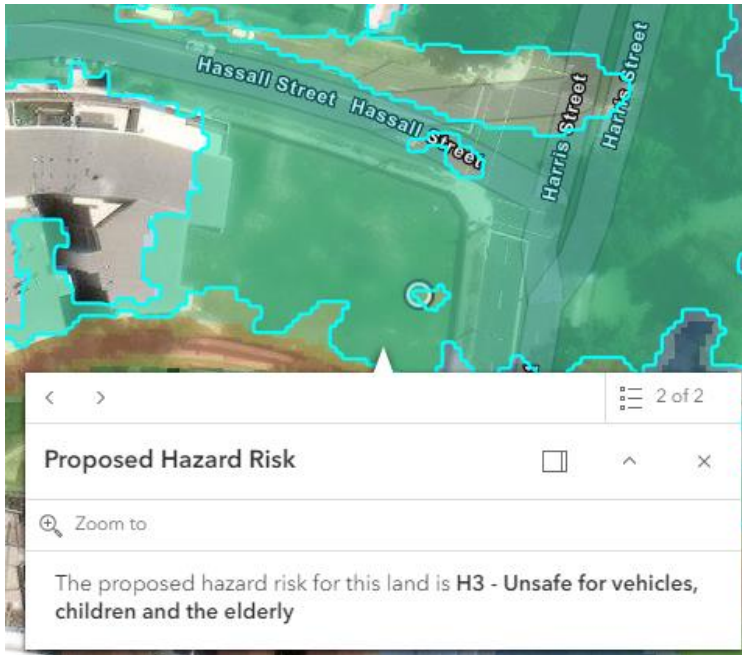 Hassall Street Hassall Street
Harris Street
Harris Street
2 of 2
Proposed Hazard Risk
Zoom to
The proposed hazard risk for this land is H3 - Unsafe for vehicles,
children and the elderly